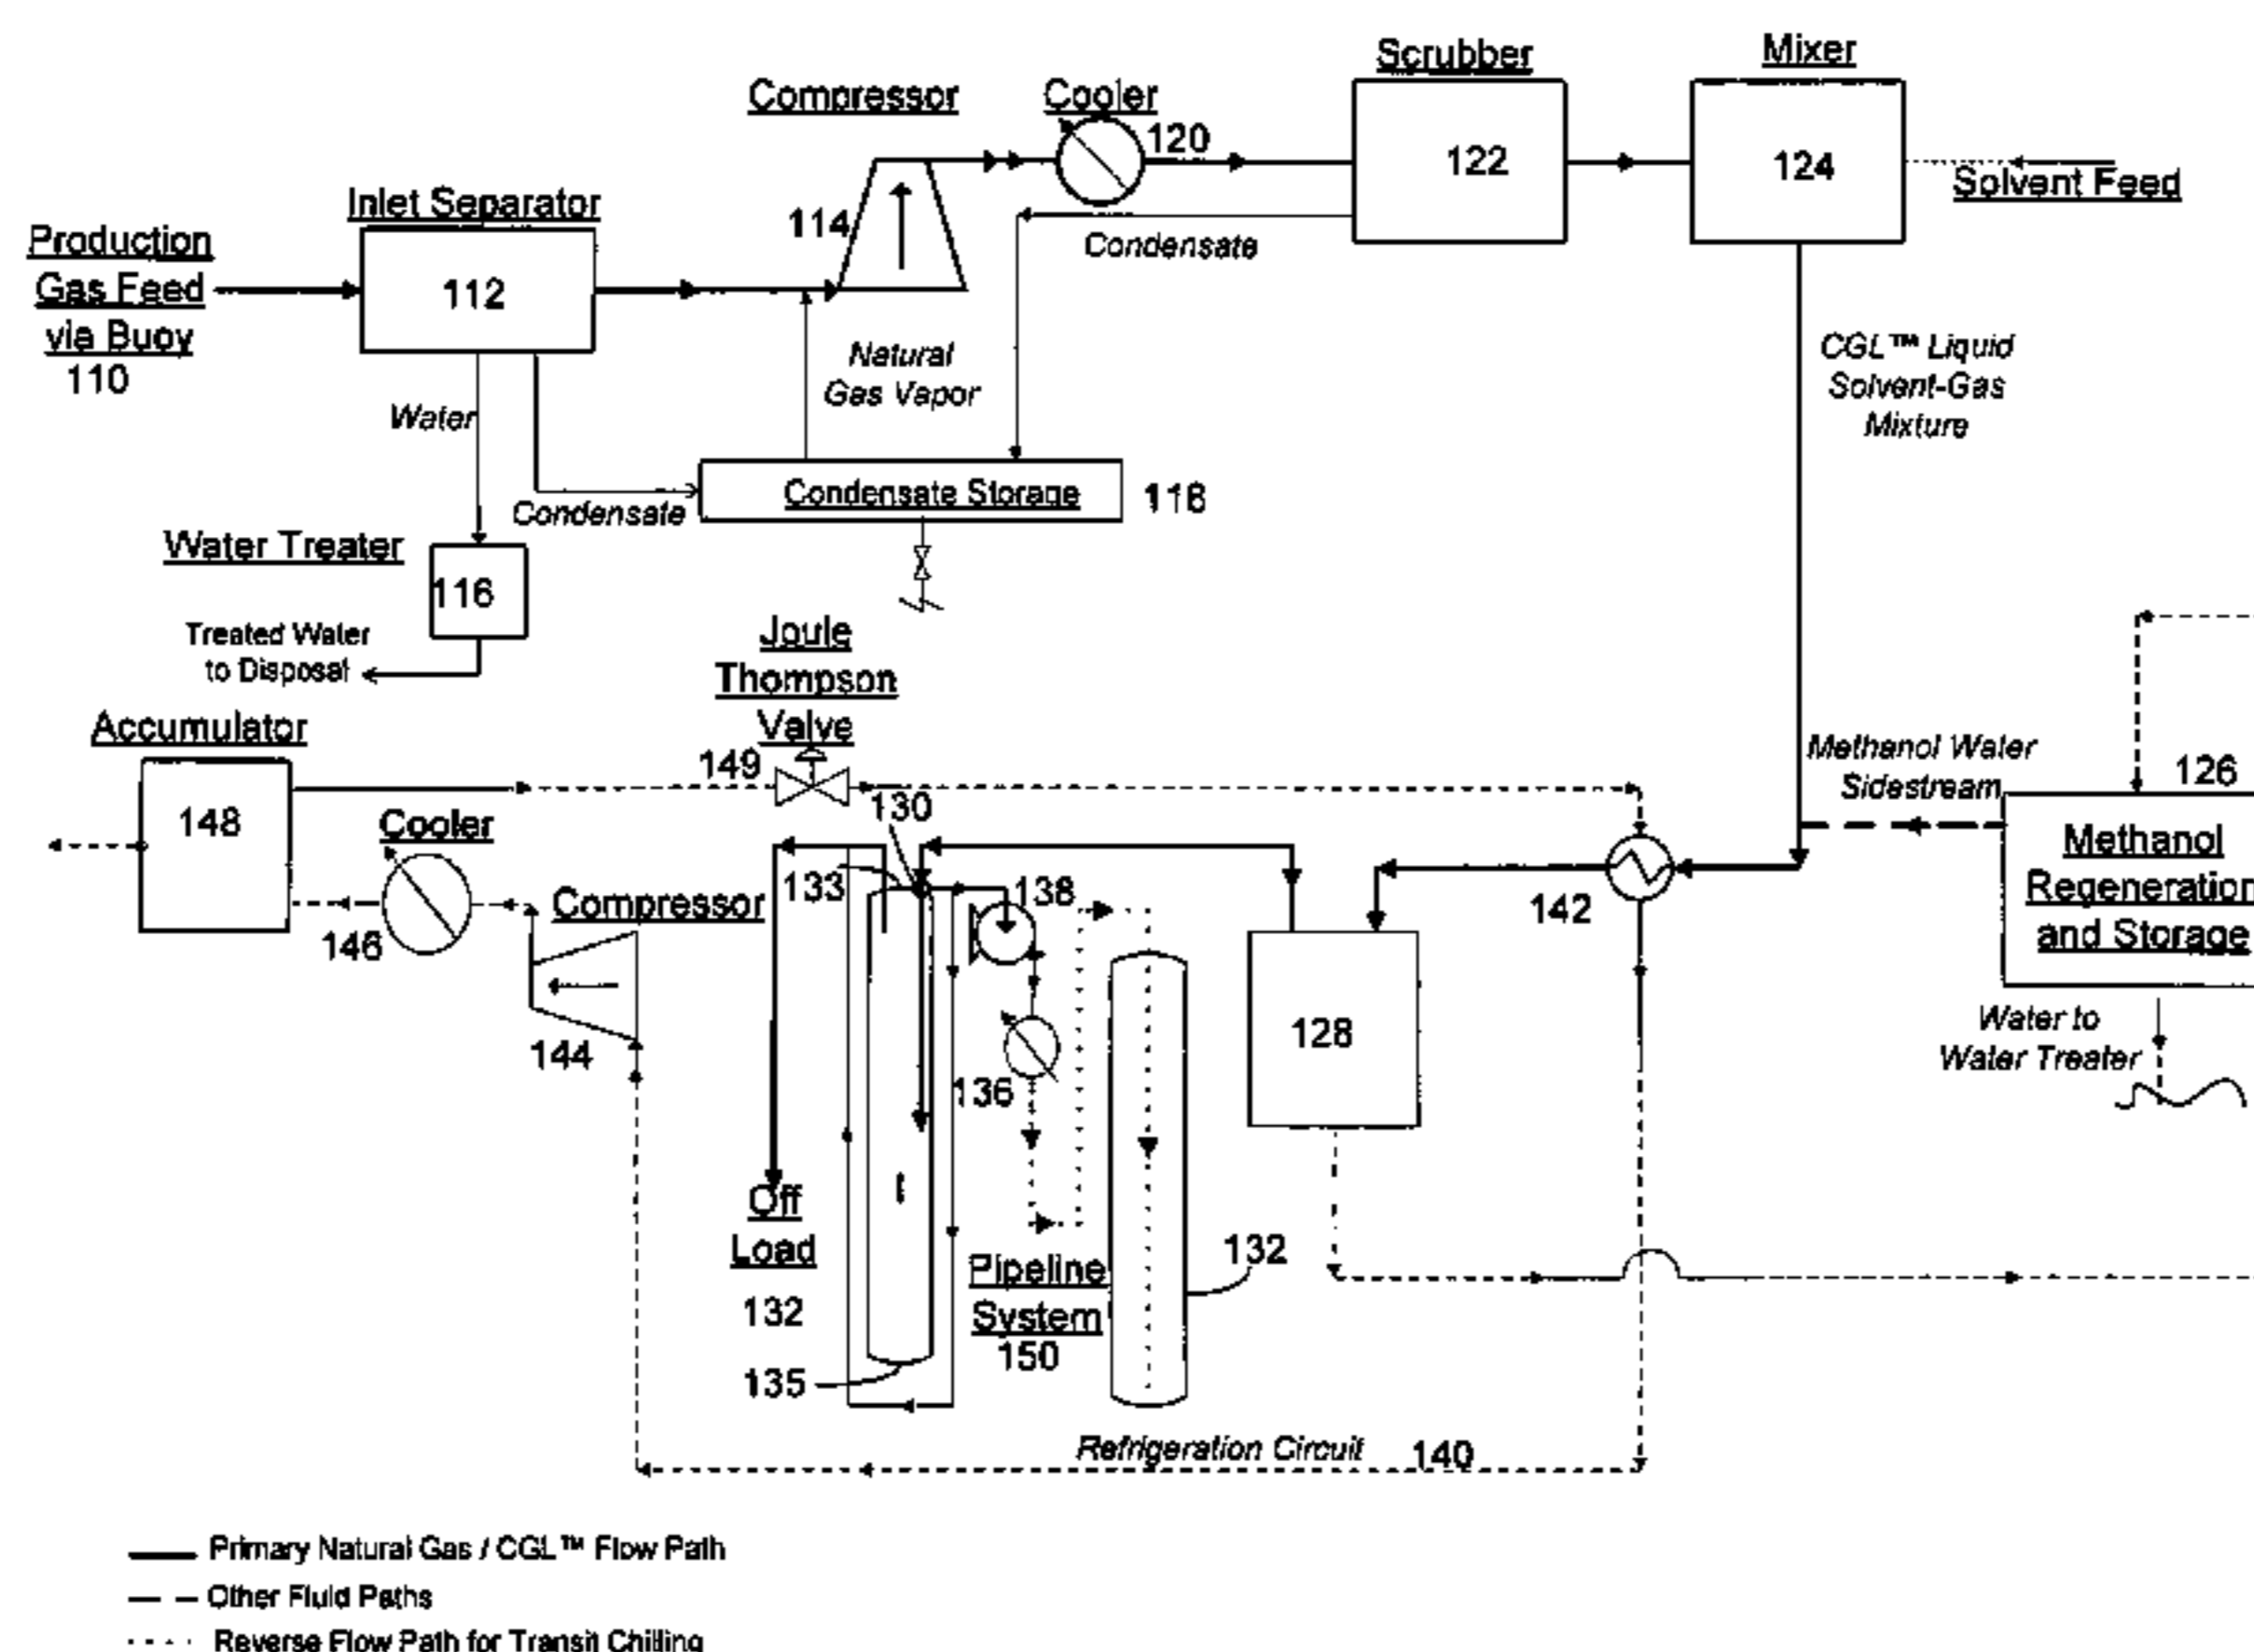 Scrubber
Mixer
Compressor
Cooler
120
122
124
Solvent Feed
Inlet Separator
114
Production
Gas Feed
via Buoy
110
112
Condensate
Natural
Gas Vapor
CGL™ Liquid
Solvent-Gas
Mixture
Water
Condensate Storage
118
Condensate
Water Treater
116
Treated Water
to Disposal
Joule
Thompson
Valve
149
Accumulator
148
Cooler
146
Compressor
144
130
133
138
136
142
Methanol Water
Sidestream
126
Methanol
Regeneration
and Storage
128
Water to
Water Treater
Off
Load
132
135
Pipeline
System
150
132
Refrigeration Circuit
140
Primary Natural Gas / CGL™ Flow Path
Other Fluid Paths
Reverse Flow Path for Transit Chilling